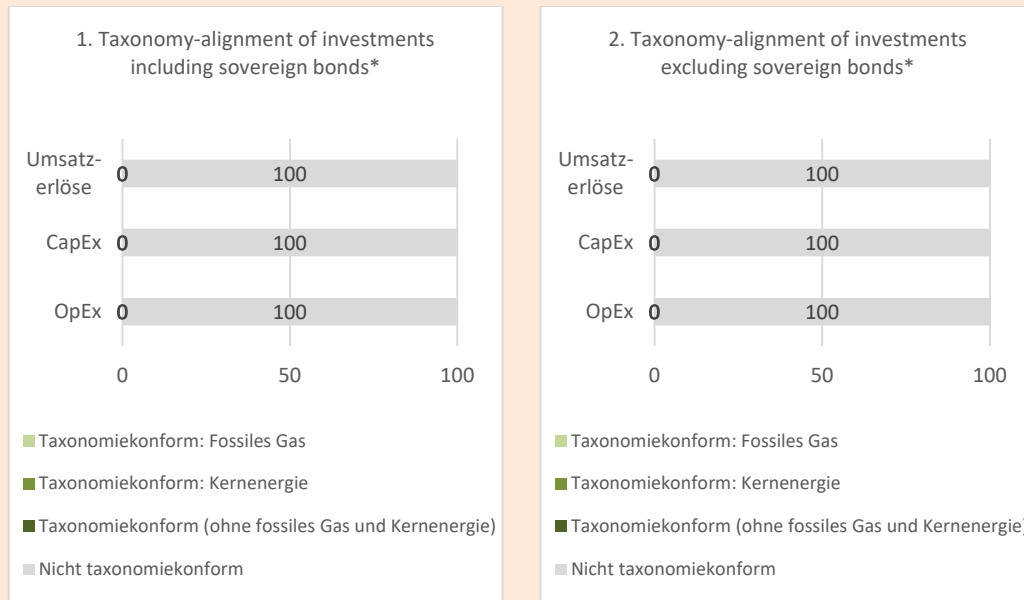 1. Taxonomy-alignment of investments
including sovereign bonds*
Umsatz-
erlöse
0
100
CapEx
0
100
OpEx
0
100
0
50
100
Taxonomiekonform: Fossiles Gas
Taxonomiekonform: Kernenergie
Taxonomiekonform (ohne fossiles Gas und Kernenergie)
Nicht taxonomiekonform
2. Taxonomy-alignment of investments
excluding sovereign bonds*
Umsatz-
erlöse
0
100
CapEx
0
100
OpEx
0
100
0
50
100
Taxonomiekonform: Fossiles Gas
Taxonomiekonform: Kernenergie
Taxonomiekonform (ohne fossiles Gas und Kernenergie)
Nicht taxonomiekonform